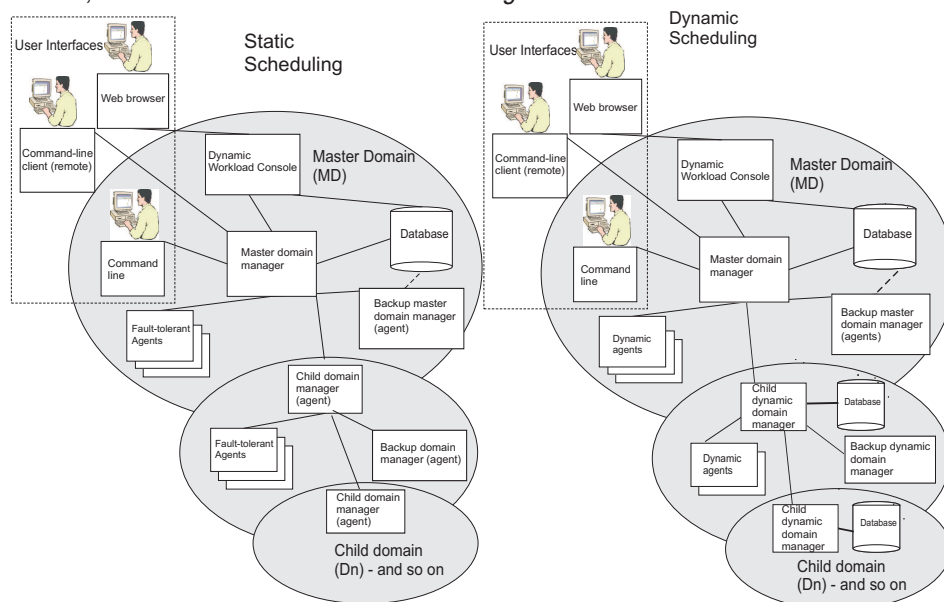 User Interfaces
Static
Scheduling
Web browser
Command-line
client (remote)
Dynamic
Workload Console
Master Domain
(MD)
Database
Command
line
Master domain
manager
Backup master
domain manager
(agent)
Fault-tolerant
Agents
Child domain
manager
(agent)
Fault-tolerant
Agents
Backup domain
manager (agent)
Child domain
manager
(agent)
Child domain
(Dn) - and so on
Dynamic
Scheduling
User Interfaces
Web browser
Command-line
client (remote)
Dynamic
Workload Console
Master Domain
(MD)
Database
Command
line
Master domain
manager
Backup master
domain manager
(agents)
Dynamic
agents
Child
dynamic
domain
manager
Database
Dynamic
agents
Backup dynamic
domain
manager
Child
dynamic
domain
manager
Database
Child domain
(Dn) - and so on